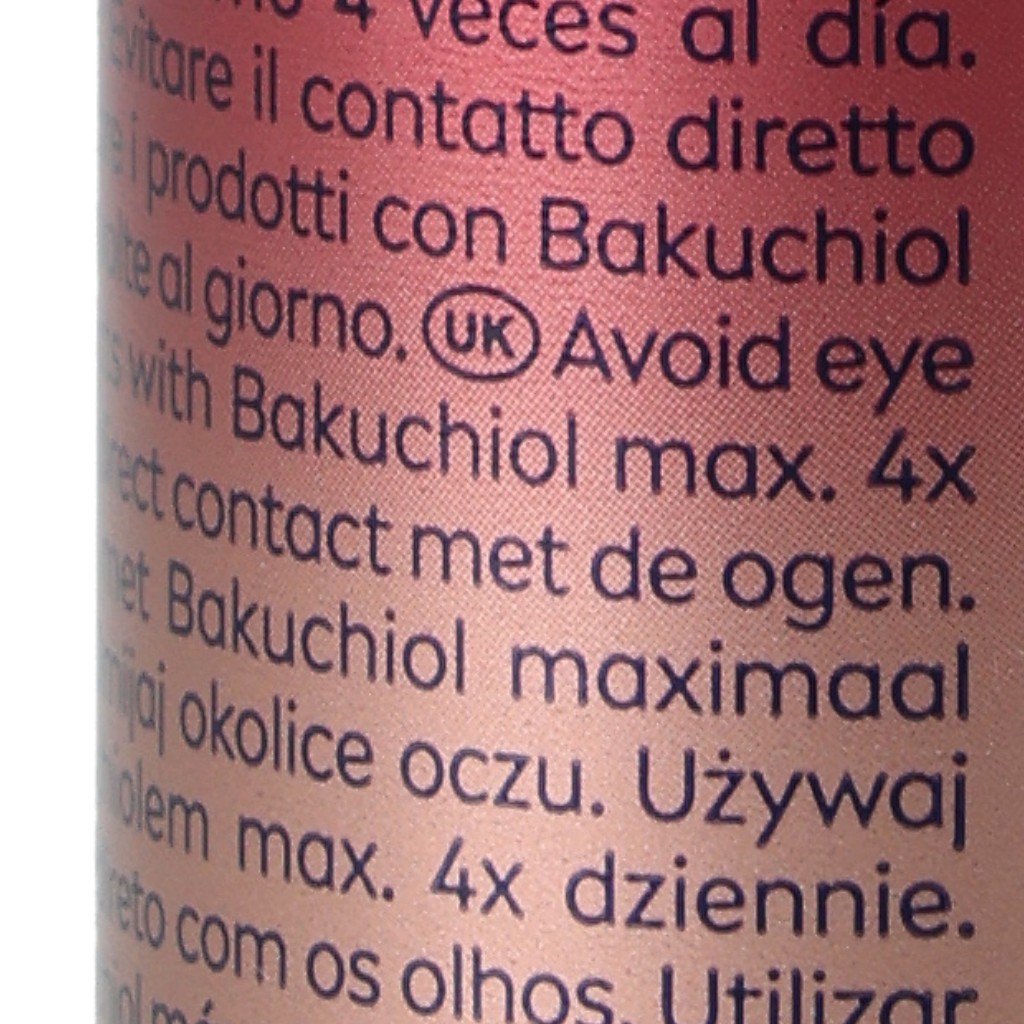 4 veces al día.
Evitare il contatto diretto
e i prodotti con Bakuchiol
al giorno. UK Avoid eye
with Bakuchiol max. 4x
contact met de ogen.
Bakuchiol maximaal
okolice oczu. Używaj
max. 4x dziennie.
com os olhos. Utilizar